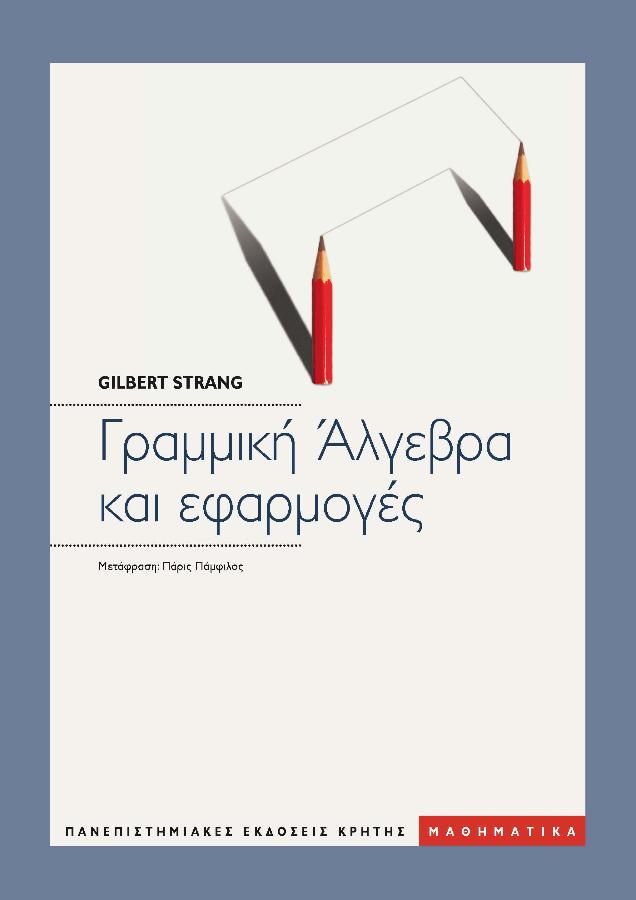 GILBERT STRANG
Γραμμική Άλγεβρα
και εφαρμογές
Μετάφραση: Πάρις Πάμφιλος
ΠΑΝΕΠΙΣΤΗΜΙΑΚΕΣ ΕΚΔΟΣΕΙΣ ΚΡΗΤΗΣ ΜΑΘΗΜΑΤΙΚΑ